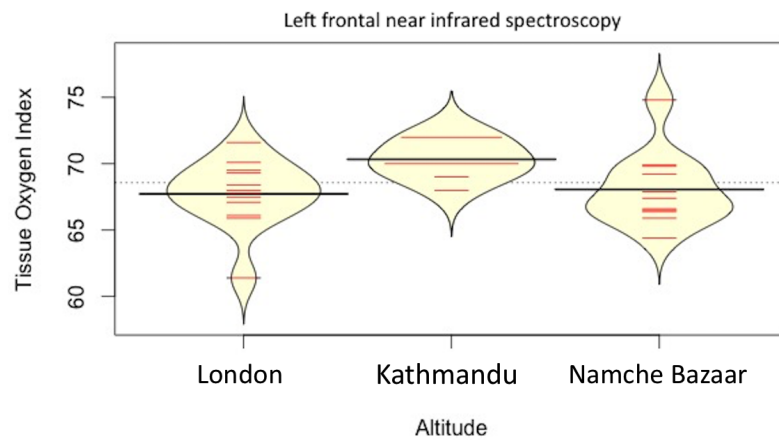 Left frontal near infrared spectroscopy
Tissue Oxygen Index
75
70
65
60
London Kathmandu Namche Bazaar
Altitude